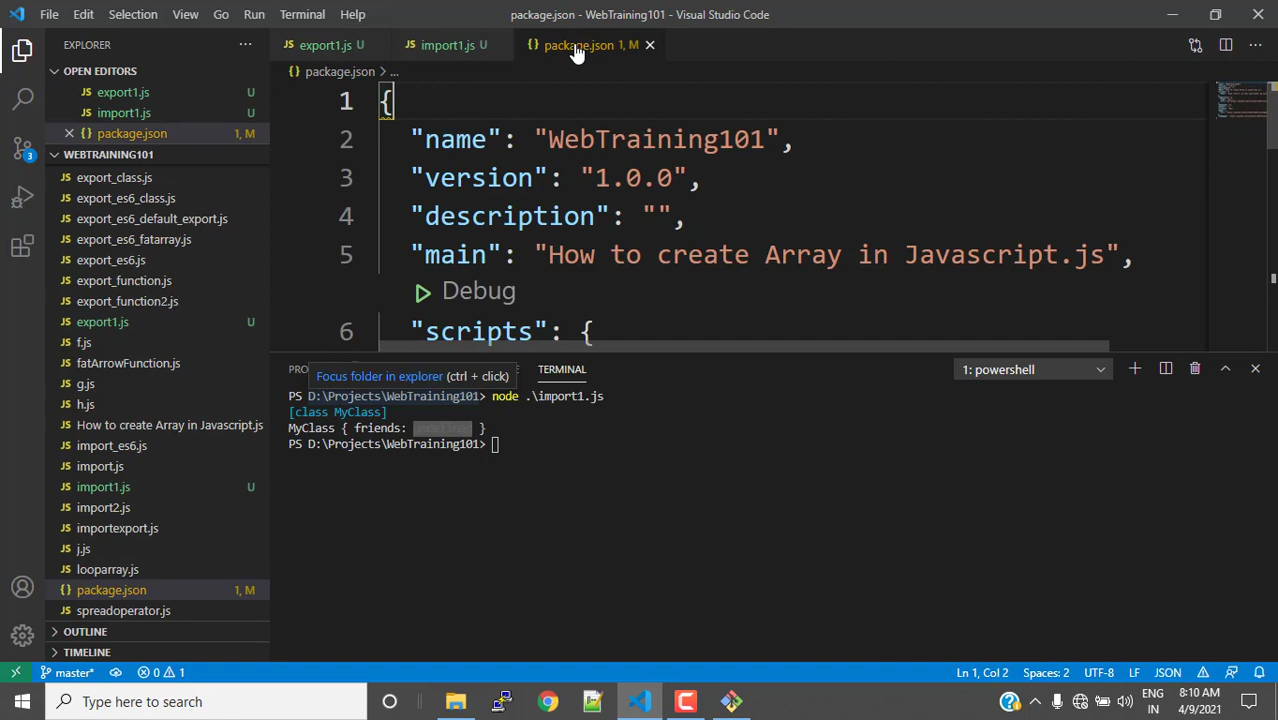 File Edit Selection View Go Run Terminal Help package.json - WebTraining101 - Visual Studio Code
EXPLORER
OPEN EDITORS
export1.js U
import1.js U
package.json 1, M
WEBTRAINING101
export_class.js
export_es6_class.js
export_es6_default_export.js
export_es6_fatarray.js
export_es6.js
export_function.js
export_function2.js
export1.js U
f.js
fatArrowFunction.js
g.js
h.js
How to create Array in Javascript.js
import_es6.js
import.js
import1.js U
import2.js
importexport.js
j.js
looparray.js
package.json 1, M
spreadoperator.js
OUTLINE
TIMELINE
3
export1.js U import1.js U package.json 1, M
package.json > ...
1 {
2 "name": "WebTraining101",
3 "version": "1.0.0",
4 "description": "",
5 "main": "How to create Array in Javascript.js",
Debug
6 "scripts": {
PRO TERMINAL 1: powershell
Focus folder in explorer (ctrl + click)
PS D:\Projects\WebTraining101> node .\import1.js
[class MyClass]
MyClass { friends: undefined }
PS D:\Projects\WebTraining101>
master* 0 1 Ln 1, Col 2 Spaces: 2 UTF-8 LF JSON
Type here to search
ENG
IN
8:10 AM
4/9/2021